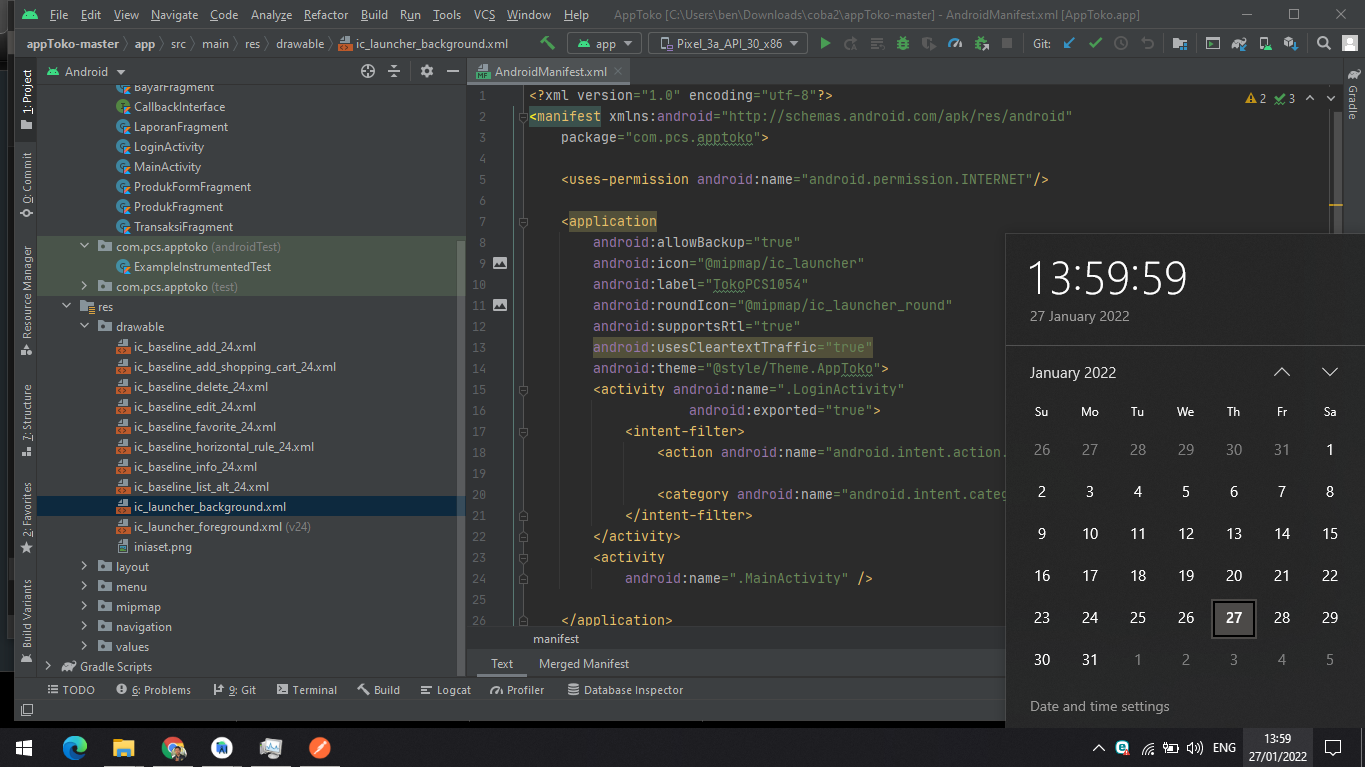 File Edit View Navigate Code Analyze Refactor Build Run Tools VCS Window Help AppToko [C:\Users\ben\Downloads\coba2\appToko-master] - AndroidManifest.xml [AppToko.app]
appToko-master app src main res drawable ic_launcher_background.xml app Pixel_3a_API_30_x86 Git:
Android
AndroidManifest.xml
1: Project
0: Commit
Resource Manager
7: Structure
2: Favorites
Build Variants
Gradle
BayarFragment
CallbackInterface
LaporanFragment
LoginActivity
MainActivity
ProdukFormFragment
ProdukFragment
TransaksiFragment
com.pcs.apptoko (androidTest)
ExampleInstrumentedTest
com.pcs.apptoko (test)
res
drawable
ic_baseline_add_24.xml
ic_baseline_add_shopping_cart_24.xml
ic_baseline_delete_24.xml
ic_baseline_edit_24.xml
ic_baseline_favorite_24.xml
ic_baseline_horizontal_rule_24.xml
ic_baseline_info_24.xml
ic_baseline_list_alt_24.xml
ic_launcher_background.xml
ic_launcher_foreground.xml (v24)
iniaset.png
layout
menu
mipmap
navigation
values
Gradle Scripts
2 3
1 <?xml version="1.0" encoding="utf-8"?>
2 <manifest xmlns:android="http://schemas.android.com/apk/res/android"
3 package="com.pcs.apptoko">
4
5 <uses-permission android:name="android.permission.INTERNET"/>
6
7 <application
8 android:allowBackup="true"
9 android:icon="@mipmap/ic_launcher"
10 android:label="TokoPCS1054"
11 android:roundIcon="@mipmap/ic_launcher_round"
12 android:supportsRtl="true"
13 android:usesCleartextTraffic="true"
14 android:theme="@style/Theme.AppToko">
15 <activity android:name=".LoginActivity"
16 android:exported="true">
17 <intent-filter>
18 <action android:name="android.intent.action.
19
20 <category android:name="android.intent.categ
21 </intent-filter>
22 </activity>
23 <activity
24 android:name=".MainActivity" />
25
26 </application>
manifest
Text Merged Manifest
TODO 6: Problems 9: Git Terminal Build Logcat Profiler Database Inspector
13:59:59
27 January 2022
January 2022
Su Mo Tu We Th Fr Sa
26 27 28 29 30 31 1
2 3 4 5 6 7 8
9 10 11 12 13 14 15
16 17 18 19 20 21 22
23 24 25 26 27 28 29
30 31 1 2 3 4 5
Date and time settings
ENG
13:59
27/01/2022